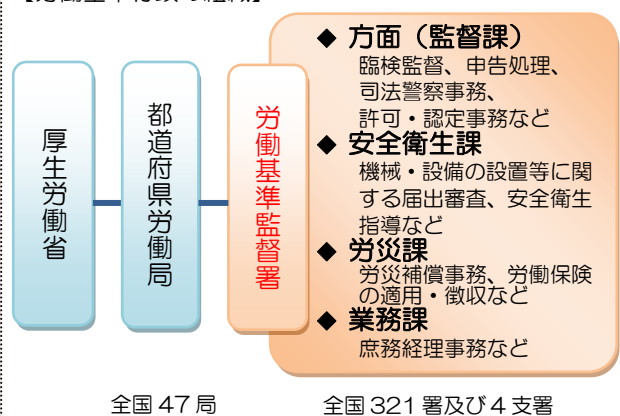 厚生労働省
都道府県労働局
労働基準監督署
◆ 方面（監督課）
臨検監督、申告処理、
司法警察事務、
許可・認定事務など
◆ 安全衛生課
機械・設備の設置等に関
する届出審査、安全衛生
指導など
◆ 労災課
労災補償事務、労働保険
の適用・徴収など
◆ 業務課
庶務経理事務など
全国 47 局
全国 321 署及び 4 支署